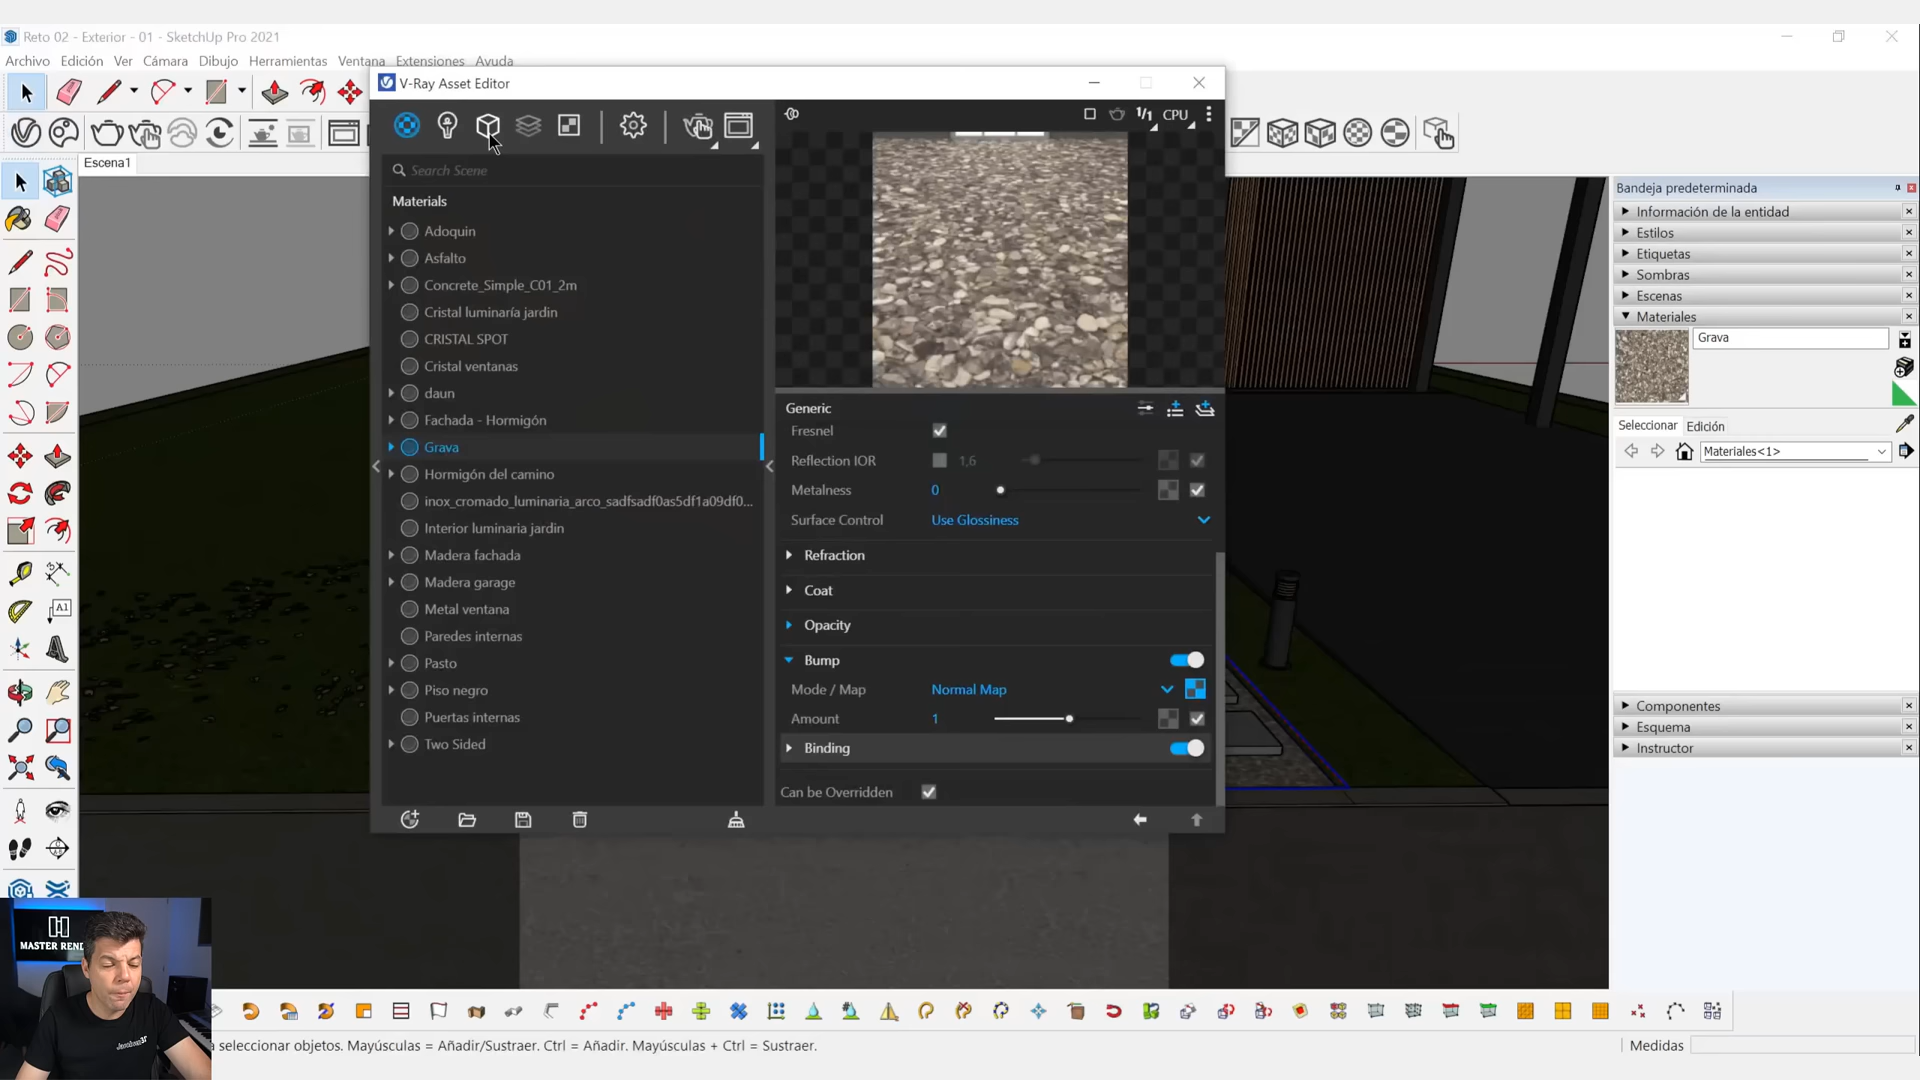 Reto 02 - Exterior - 01 - SketchUp Pro 2021
Archivo Edición Ver Cámara Dibujo Herramientas Ventana Extensiones Ayuda
V-Ray Asset Editor
1/1 CPU
Escena1
Search Scene
Materials
Adoquin
Asfalto
Concrete_Simple_C01_2m
Cristal luminaría jardin
CRISTAL SPOT
Cristal ventanas
daun
Fachada - Hormigón
Grava
Hormigón del camino
inox_cromado_luminaria_arco_sadfsadf0as5df1a09df0...
Interior luminaria jardin
Madera fachada
Madera garage
Metal ventana
Paredes internas
Pasto
Piso negro
Puertas internas
Two Sided
Generic
Fresnel
Reflection IOR 1,6
Metalness 0
Surface Control Use Glossiness
Refraction
Coat
Opacity
Bump
Mode / Map Normal Map
Amount 1
Binding
Can be Overridden
Bandeja predeterminada
Información de la entidad
Estilos
Etiquetas
Sombras
Escenas
Materiales
Grava
Seleccionar Edición
Materiales<1>
Componentes
Esquema
Instructor
A1
MASTER REND
seleccionar objetos. Mayúsculas = Añadir/Sustraer. Ctrl = Añadir. Mayúsculas + Ctrl = Sustraer.
Medidas